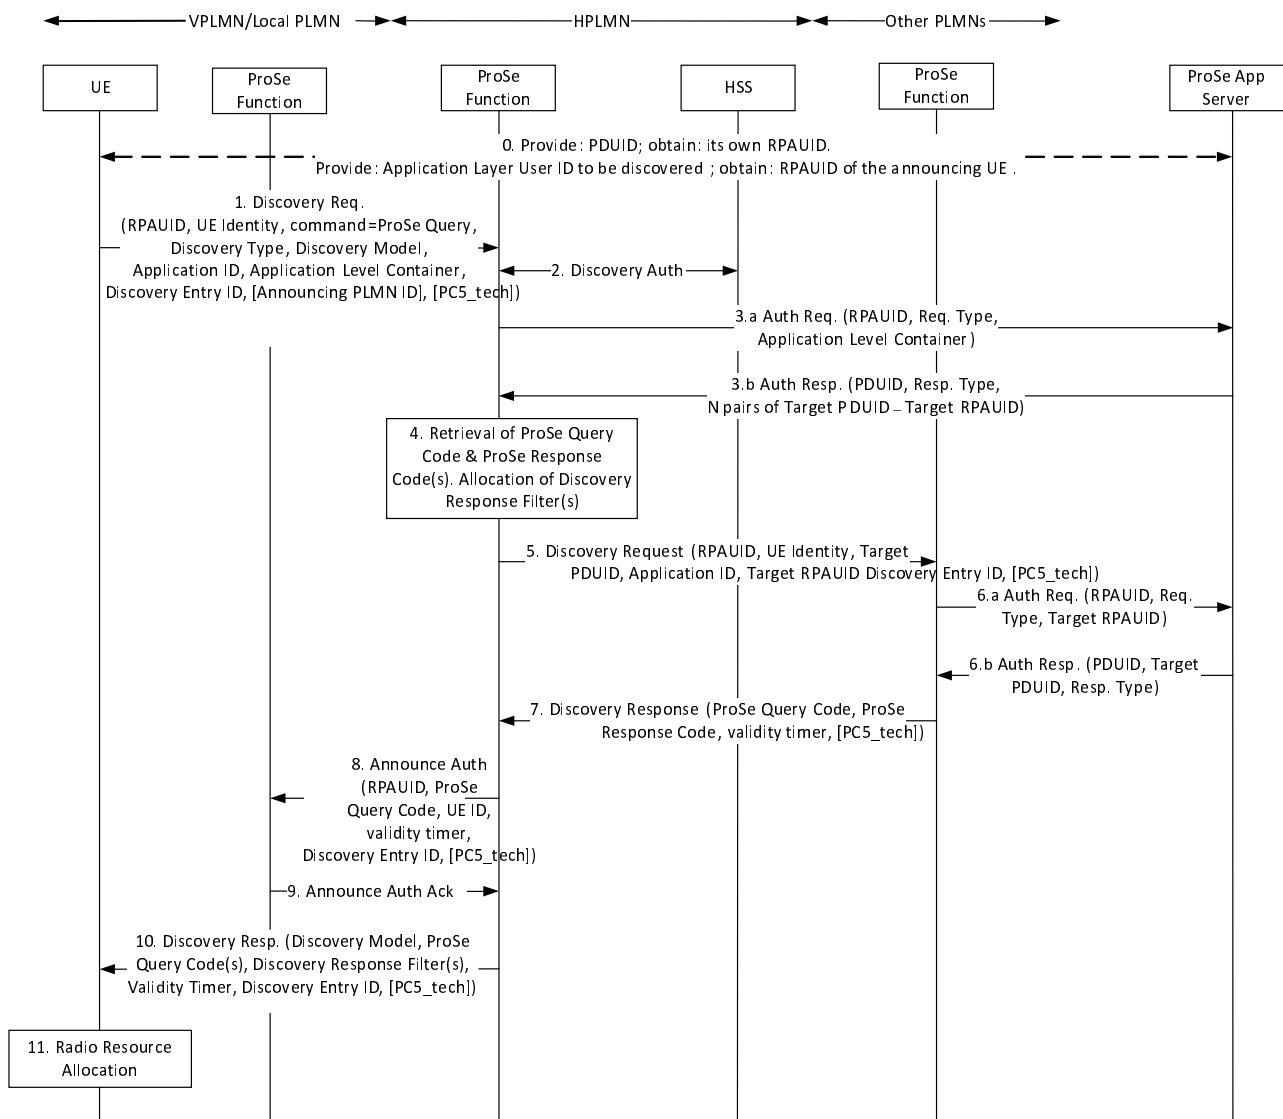 VPLMN/Local PLMN
HPLMN
Other PLMNs
UE
ProSe
Function
ProSe
Function
HSS
ProSe
Function
ProSe App
Server
0. Provide: PDUID; obtain: its own RPAUID.
Provide: Application Layer User ID to be discovered ; obtain: RPAUID of the announcing UE .
1. Discovery Req.
(RPAUID, UE Identity, command=ProSe Query,
Discovery Type, Discovery Model,
Application ID, Application Level Container,
Discovery Entry ID, [Announcing PLMN ID], [PC5_tech])
2. Discovery Auth
3.a Auth Req. (RPAUID, Req. Type,
Application Level Container)
3.b Auth Resp. (PDUID, Resp. Type,
N pairs of Target PDUID – Target RPAUID)
4. Retrieval of ProSe Query
Code & ProSe Response
Code(s). Allocation of Discovery
Response Filter(s)
5. Discovery Request (RPAUID, UE Identity, Target
PDUID, Application ID, Target RPAUID Discovery Entry ID, [PC5_tech])
6.a Auth Req. (RPAUID, Req.
Type, Target RPAUID)
6.b Auth Resp. (PDUID, Target
PDUID, Resp. Type)
7. Discovery Response (ProSe Query Code, ProSe
Response Code, validity timer, [PC5_tech])
8. Announce Auth
(RPAUID, ProSe
Query Code, UE ID,
validity timer,
Discovery Entry ID, [PC5_tech])
9. Announce Auth Ack
10. Discovery Resp. (Discovery Model, ProSe
Query Code(s), Discovery Response Filter(s),
Validity Timer, Discovery Entry ID, [PC5_tech])
11. Radio Resource
Allocation